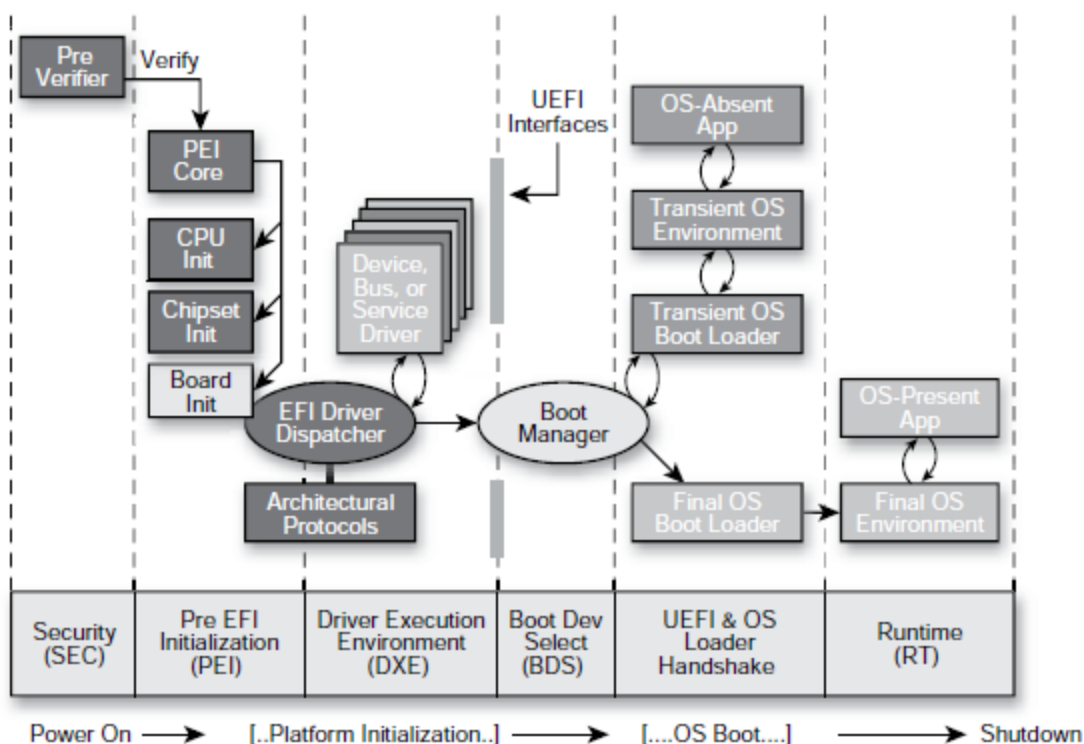 Pre
Verifier
Verify
PEI
Core
CPU
Init
Chipset
Init
Board
Init
Device,
Bus, or
Service
Driver
EFI Driver
Dispatcher
Architectural
Protocols
UEFI
Interfaces
Boot
Manager
OS-Absent
App
Transient OS
Environment
Transient OS
Boot Loader
Final OS
Boot Loader
OS-Present
App
Final OS
Environment
Security
(SEC)
Pre EFI
Initialization
(PEI)
Driver Execution
Environment
(DXE)
Boot Dev
Select
(BDS)
UEFI & OS
Loader
Handshake
Runtime
(RT)
Power On
[..Platform Initialization..]
[....OS Boot....]
Shutdown